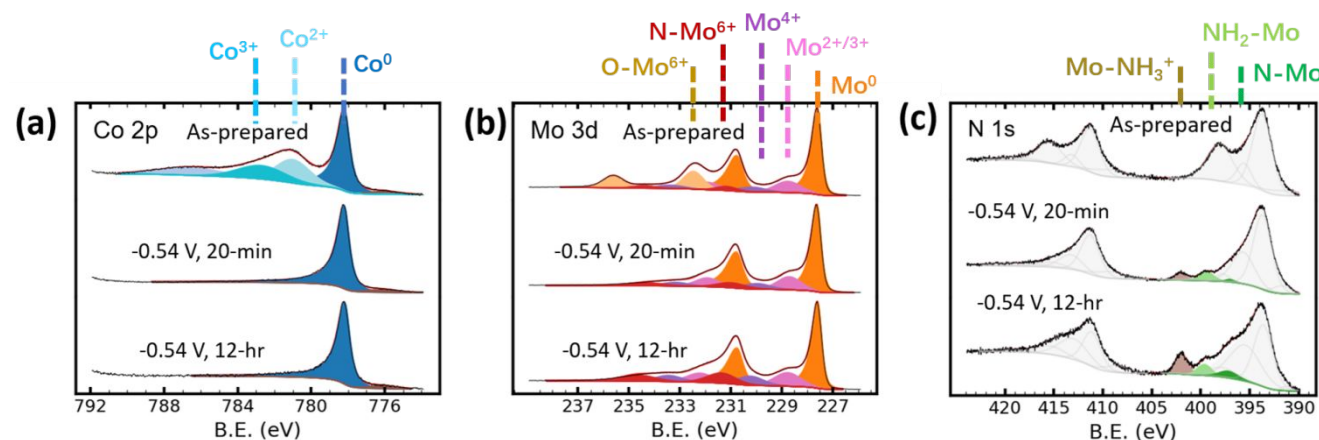 Co³⁺
Co²⁺
Co⁰
O-Mo⁶⁺
N-Mo⁶⁺
Mo⁴⁺
Mo²⁺/³⁺
Mo⁰
Mo-NH₃⁺
NH₂-Mo
N-Mo
(a)
Co 2p
As-prepared
-0.54 V, 20-min
-0.54 V, 12-hr
792 788 784 780 776
B.E. (eV)
(b)
Mo 3d
As-prepared
-0.54 V, 20-min
-0.54 V, 12-hr
237 235 233 231 229 227
B.E. (eV)
(c)
N 1s
As-prepared
-0.54 V, 20-min
-0.54 V, 12-hr
420 415 410 405 400 395 390
B.E. (eV)